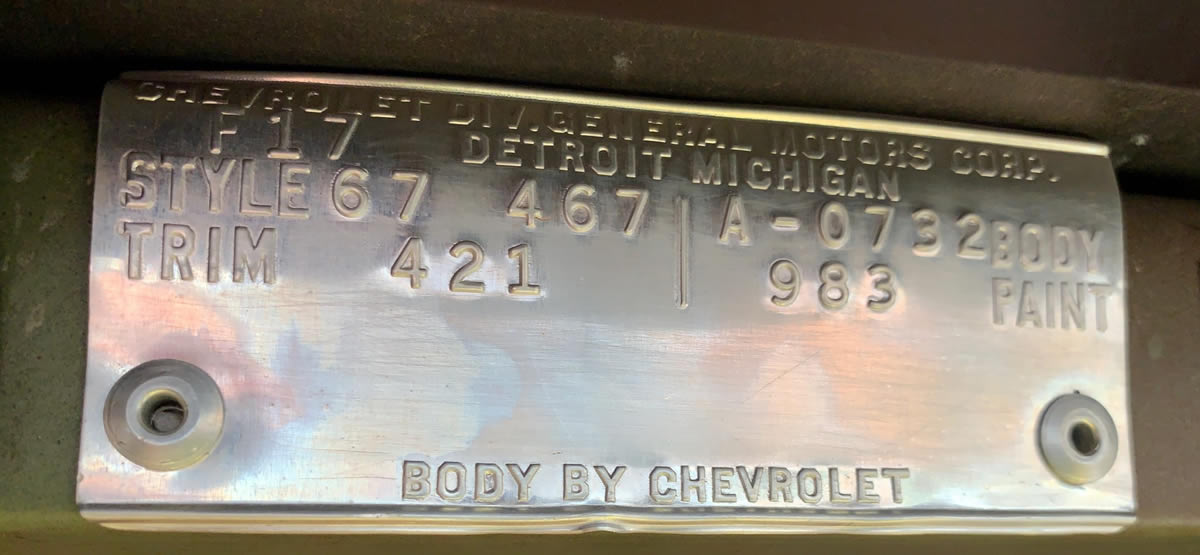 CHEVROLET DIV. GENERAL MOTORS CORP.
F17 DETROIT MICHIGAN
STYLE 67 467 A-0732 BODY
TRIM 421 983 PAINT
BODY BY CHEVROLET